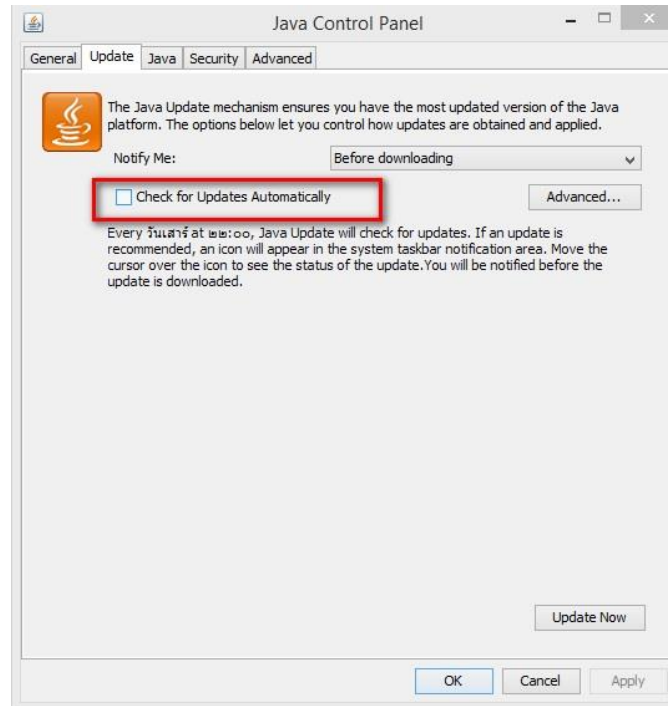 Java Control Panel
General Update Java Security Advanced
The Java Update mechanism ensures you have the most updated version of the Java
platform. The options below let you control how updates are obtained and applied.
Notify Me: Before downloading
Check for Updates Automatically Advanced...
Every วันเสาร์ at ๒๒:๐๐, Java Update will check for updates. If an update is
recommended, an icon will appear in the system taskbar notification area. Move the
cursor over the icon to see the status of the update.You will be notified before the
update is downloaded.
Update Now
OK Cancel Apply